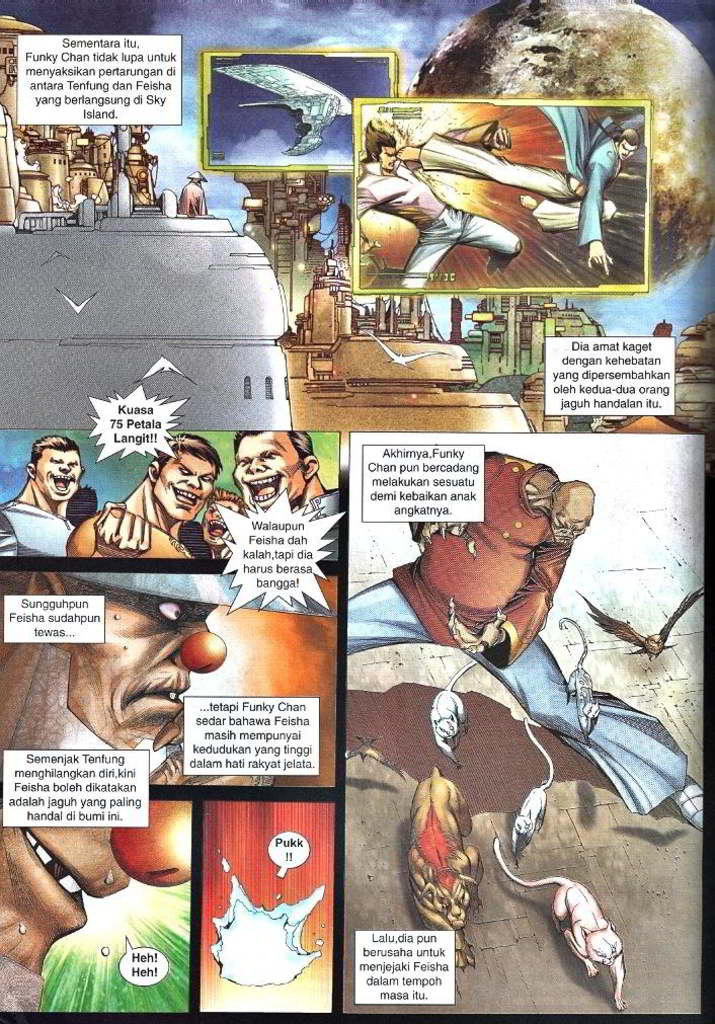 Sementara itu,
Funky Chan tidak lupa untuk
menyaksikan pertarungan di
antara Tenfung dan Feisha
yang berlangsung di Sky
Island.
Dia amat kaget
dengan kehebatan
yang dipersembahkan
oleh kedua-dua orang
jaguh handalan itu.
Kuasa
75 Petala
Langit!!
Walaupun
Feisha dah
kalah,tapi dia
harus berasa
bangga!
Akhirnya,Funky
Chan pun bercadang
melakukan sesuatu
demi kebaikan anak
angkatnya.
Sungguhpun
Feisha sudahpun
tewas...
...tetapi Funky Chan
sedar bahawa Feisha
masih mempunyai
kedudukan yang tinggi
dalam hati rakyat jelata.
Semenjak Tenfung
menghilangkan diri,kini
Feisha boleh dikatakan
adalah jaguh yang paling
handal di bumi ini.
Heh!
Heh!
Pukk
!!
Lalu,dia pun
berusaha untuk
menjejaki Feisha
dalam tempoh
masa itu.